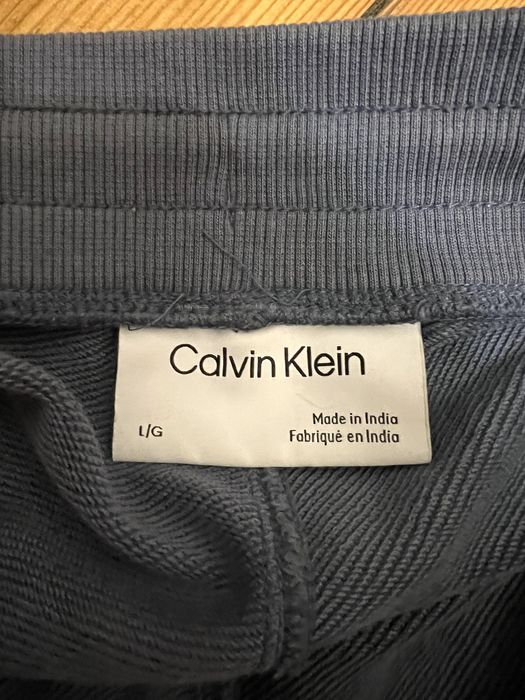 Calvin Klein
L/G
Made in India
Fabriqué en India